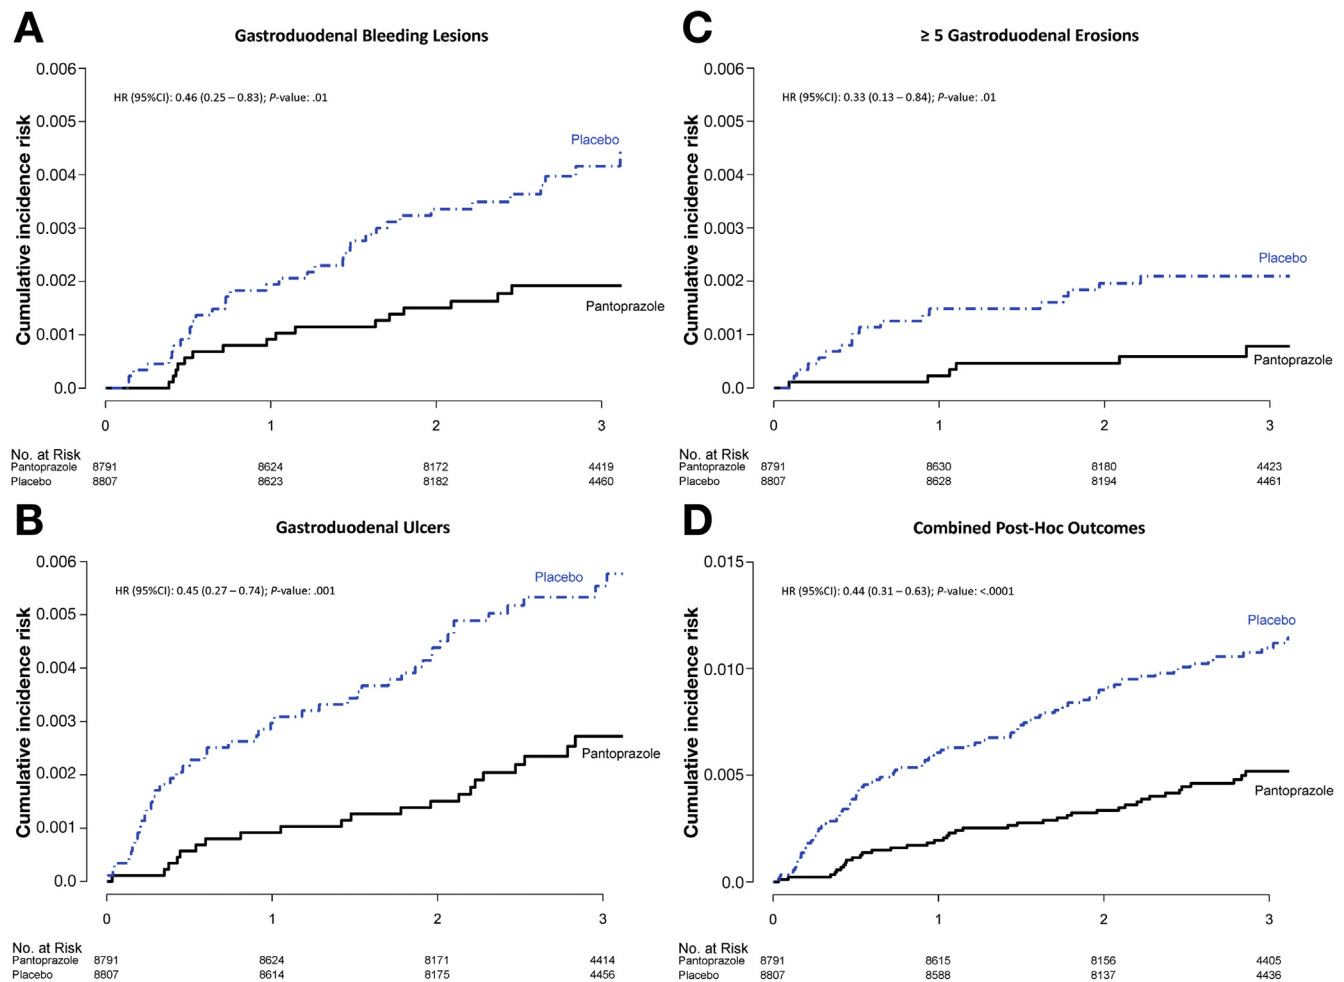 A
Gastroduodenal Bleeding Lesions
HR (95%CI): 0.46 (0.25 – 0.83); P-value: .01
Cumulative incidence risk
0.006
0.005
0.004
0.003
0.002
0.001
0.0
Placebo
Pantoprazole
0 1 2 3
No. at Risk
Pantoprazole 8791 8624 8172 4419
Placebo 8807 8623 8182 4460
C
≥ 5 Gastroduodenal Erosions
HR (95%CI): 0.33 (0.13 – 0.84); P-value: .01
Cumulative incidence risk
0.006
0.005
0.004
0.003
0.002
0.001
0.0
Placebo
Pantoprazole
0 1 2 3
No. at Risk
Pantoprazole 8791 8630 8180 4423
Placebo 8807 8628 8194 4461
B
Gastroduodenal Ulcers
HR (95%CI): 0.45 (0.27 – 0.74); P-value: .001
Cumulative incidence risk
0.006
0.005
0.004
0.003
0.002
0.001
0.0
Placebo
Pantoprazole
0 1 2 3
No. at Risk
Pantoprazole 8791 8624 8171 4414
Placebo 8807 8614 8175 4456
D
Combined Post-Hoc Outcomes
HR (95%CI): 0.44 (0.31 – 0.63); P-value: <.0001
Cumulative incidence risk
0.015
0.010
0.005
0.0
Placebo
Pantoprazole
0 1 2 3
No. at Risk
Pantoprazole 8791 8615 8156 4405
Placebo 8807 8588 8137 4436